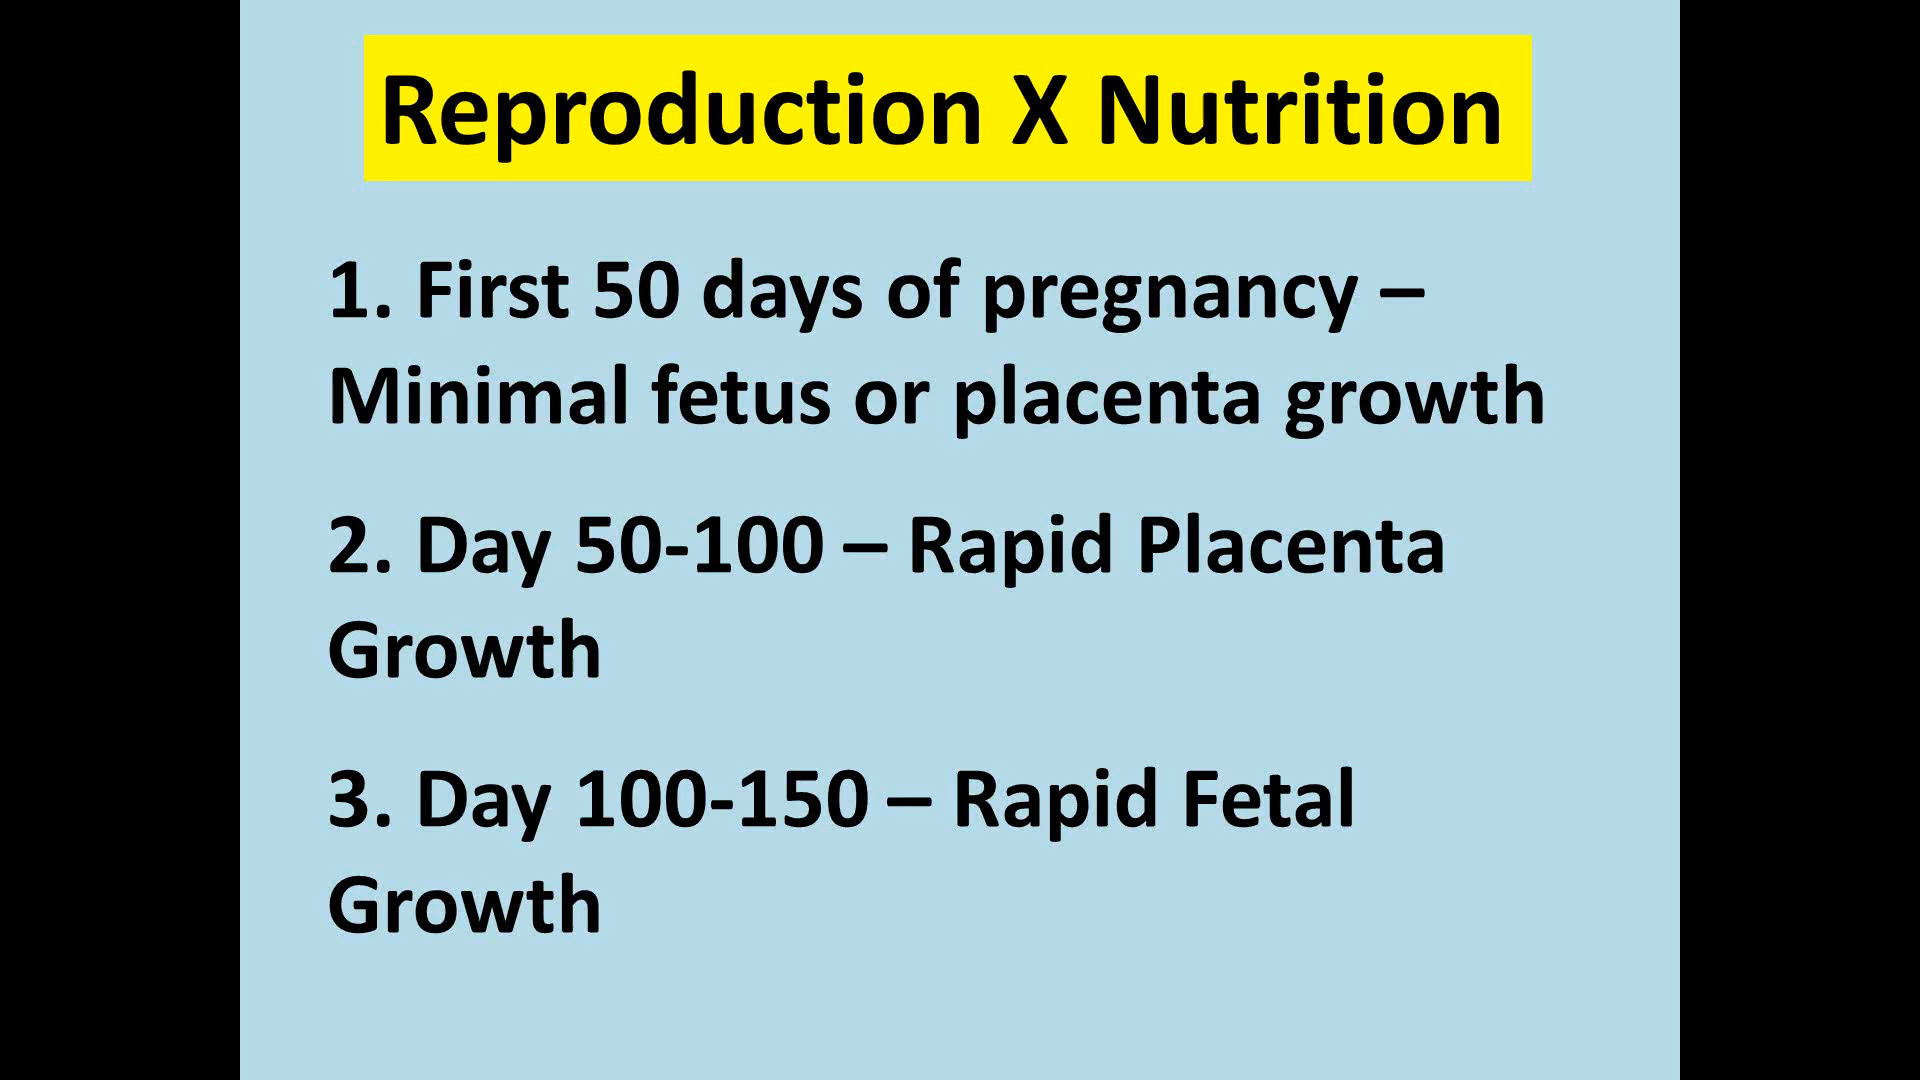 Reproduction X Nutrition
1. First 50 days of pregnancy –
Minimal fetus or placenta growth
2. Day 50-100 – Rapid Placenta
Growth
3. Day 100-150 – Rapid Fetal
Growth